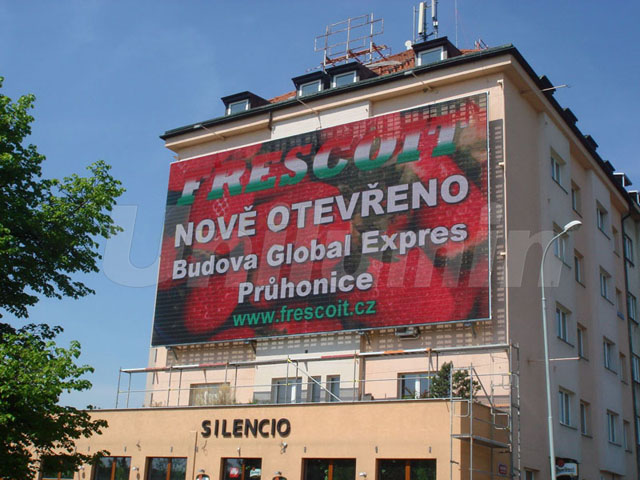 FRESCOIT
NOVĚ OTEVŘENO
Budova Global Expres
Průhonice
www.frescoit.cz
SILENCIO